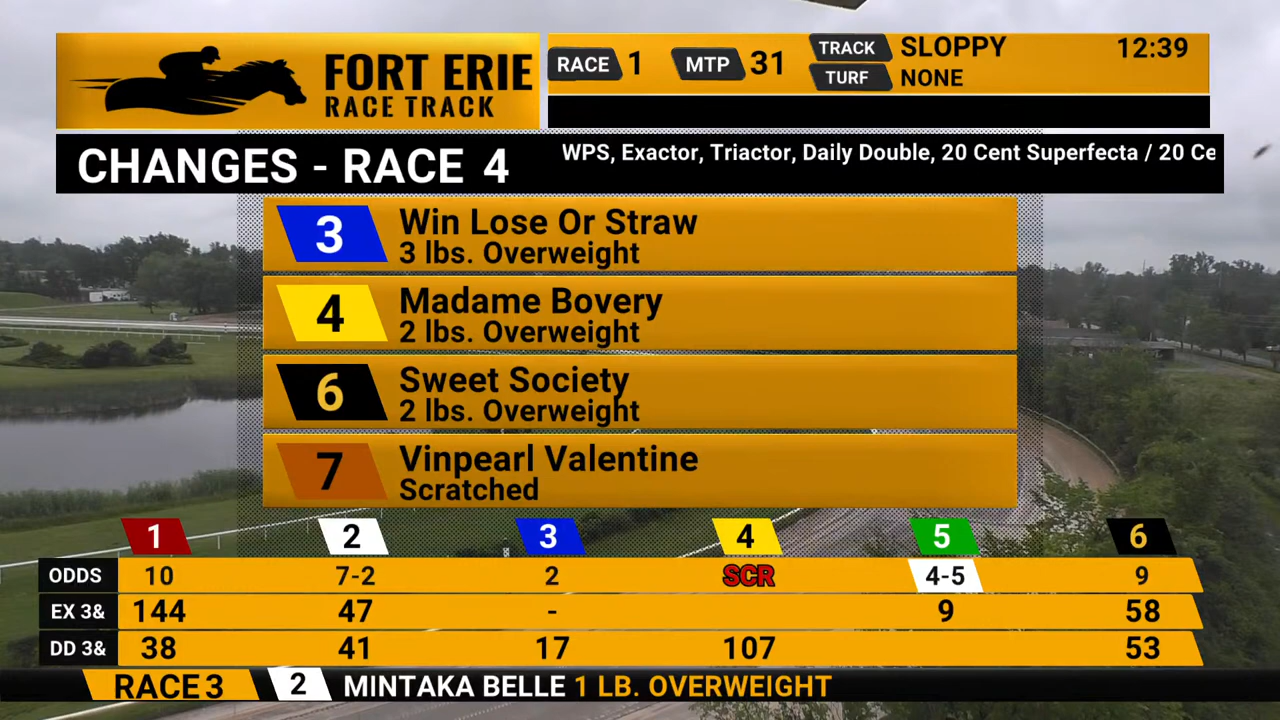 FORT ERIE
RACE TRACK
RACE 1 MTP 31 TRACK SLOPPY 12:39
TURF NONE
CHANGES - RACE 4
WPS, Exactor, Triactor, Daily Double, 20 Cent Superfecta / 20 Ce
3 Win Lose Or Straw
3 lbs. Overweight
4 Madame Bovery
2 lbs. Overweight
6 Sweet Society
2 lbs. Overweight
7 Vinpearl Valentine
Scratched
1 2 3 4 5 6
ODDS 10 7-2 2 SCR 4-5 9
EX 3& 144 47 - 9 58
DD 3& 38 41 17 107 53
RACE 3 2 MINTAKA BELLE 1 LB. OVERWEIGHT